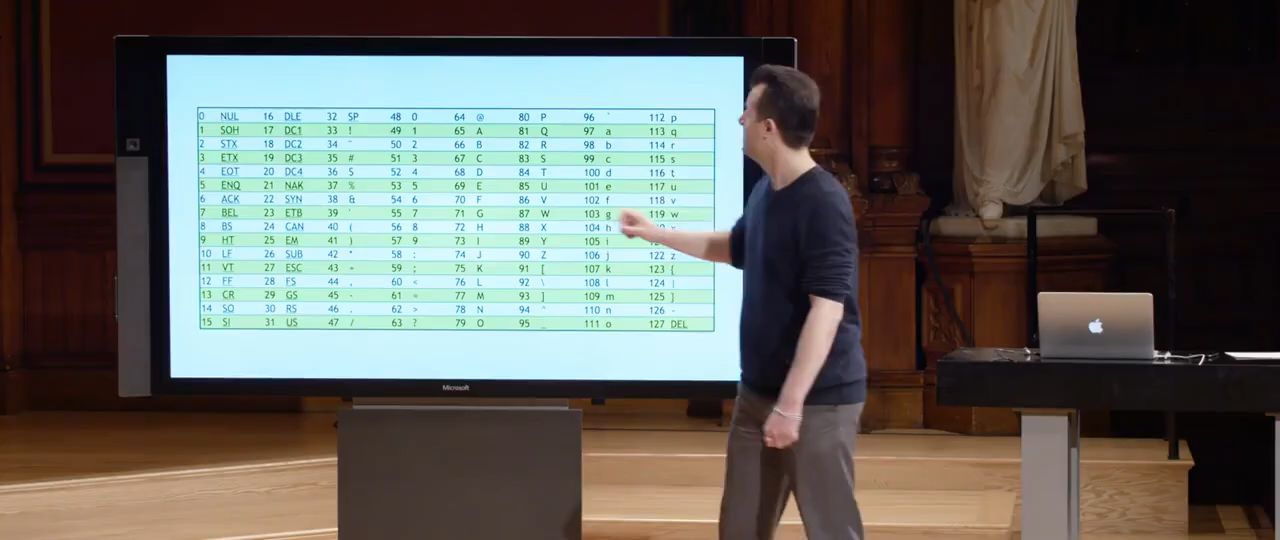 0 NUL 16 DLE 32 SP 48 0 64 @ 80 P 96 ` 112 p
1 SOH 17 DC1 33 ! 49 1 65 A 81 Q 97 a 113 q
2 STX 18 DC2 34 " 50 2 66 B 82 R 98 b 114 r
3 ETX 19 DC3 35 # 51 3 67 C 83 S 99 c 115 s
4 EOT 20 DC4 36 $ 52 4 68 D 84 T 100 d 116 t
5 ENQ 21 NAK 37 % 53 5 69 E 85 U 101 e 117 u
6 ACK 22 SYN 38 & 54 6 70 F 86 V 102 f 118 v
7 BEL 23 ETB 39 ' 55 7 71 G 87 W 103 g 119 w
8 BS 24 CAN 40 ( 56 8 72 H 88 X 104 h
9 HT 25 EM 41 ) 57 9 73 I 89 Y 105 i
10 LF 26 SUB 42 * 58 : 74 J 90 Z 106 j 122 z
11 VT 27 ESC 43 + 59 ; 75 K 91 [ 107 k 123 {
12 FF 28 FS 44 , 60 < 76 L 92 \ 108 l 124 |
13 CR 29 GS 45 - 61 = 77 M 93 ] 109 m 125 }
14 SO 30 RS 46 . 62 > 78 N 94 ^ 110 n 126 ~
15 SI 31 US 47 / 63 ? 79 O 95 _ 111 o 127 DEL
Microsoft